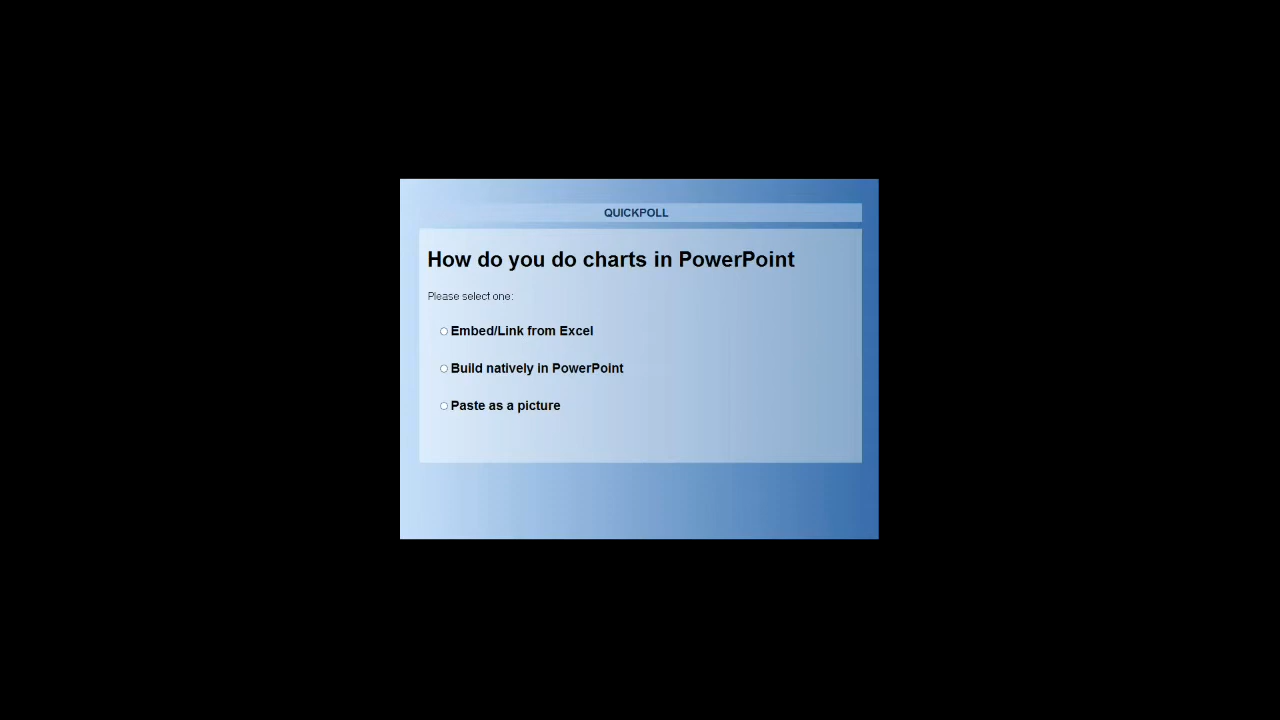 QUICKPOLL
How do you do charts in PowerPoint
Please select one:
Embed/Link from Excel
Build natively in PowerPoint
Paste as a picture